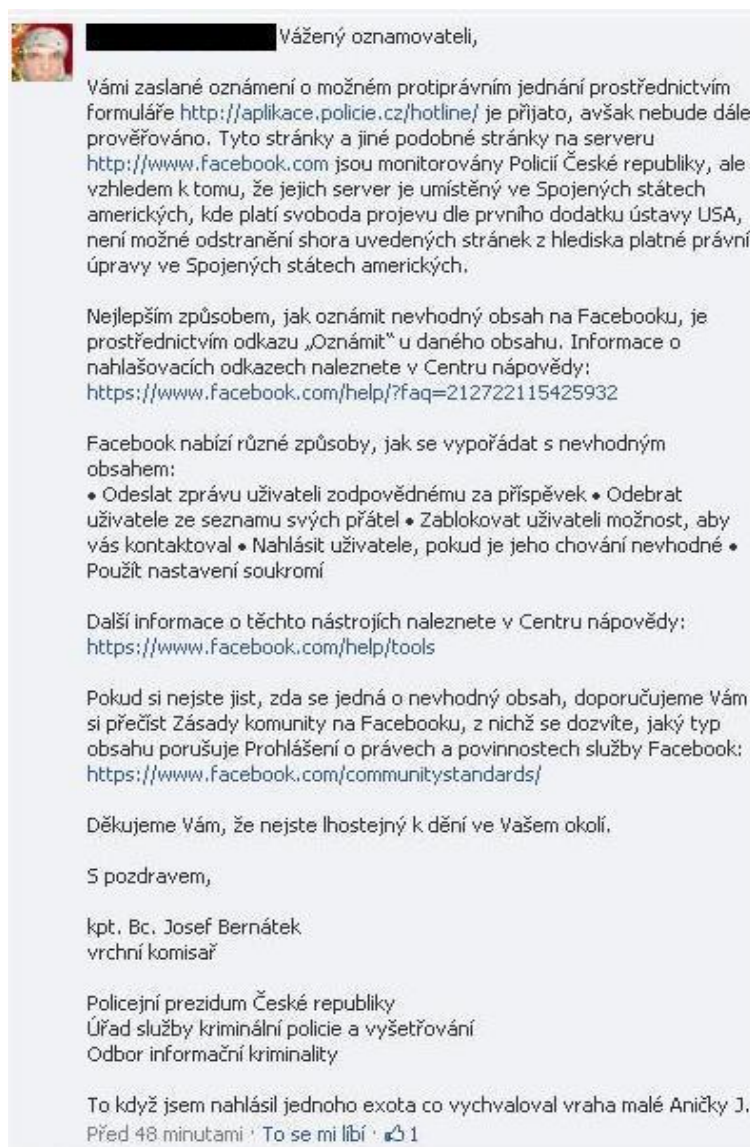 Vážený oznamovateli,
Vámi zaslané oznámení o možném protiprávním jednání prostřednictvím
formuláře http://aplikace.policie.cz/hotline/ je přijato, avšak nebude dále
prověřováno. Tyto stránky a jiné podobné stránky na serveru
http://www.facebook.com jsou monitorovány Policií České republiky, ale
vzhledem k tomu, že jejich server je umístěný ve Spojených státech
amerických, kde platí svoboda projevu dle prvního dodatku ústavy USA,
není možné odstranění shora uvedených stránek z hlediska platné právní
úpravy ve Spojených státech amerických.
Nejlepším způsobem, jak oznámit nevhodný obsah na Facebooku, je
prostřednictvím odkazu „Oznámit“ u daného obsahu. Informace o
nahlašovacích odkazech naleznete v Centru nápovědy:
https://www.facebook.com/help/?faq=212722115425932
Facebook nabízí různé způsoby, jak se vypořádat s nevhodným
obsahem:
• Odeslat zprávu uživateli zodpovědnému za příspěvek • Odebrat
uživatele ze seznamu svých přátel • Zablokovat uživateli možnost, aby
vás kontaktoval • Nahlásit uživatele, pokud je jeho chování nevhodné •
Použít nastavení soukromí
Další informace o těchto nástrojích naleznete v Centru nápovědy:
https://www.facebook.com/help/tools
Pokud si nejste jist, zda se jedná o nevhodný obsah, doporučujeme Vám
si přečíst Zásady komunity na Facebooku, z nichž se dozvíte, jaký typ
obsahu porušuje Prohlášení o právech a povinnostech služby Facebook:
https://www.facebook.com/communitystandards/
Děkujeme Vám, že nejste lhostejný k dění ve Vašem okolí.
S pozdravem,
kpt. Bc. Josef Bernátek
vrchní komisař
Policejní prezidum České republiky
Úřad služby kriminální policie a vyšetřování
Odbor informační kriminality
To když jsem nahlásil jednoho exota co vychvaloval vraha malé Aničky J.
Před 48 minutami · To se mi líbí · 1